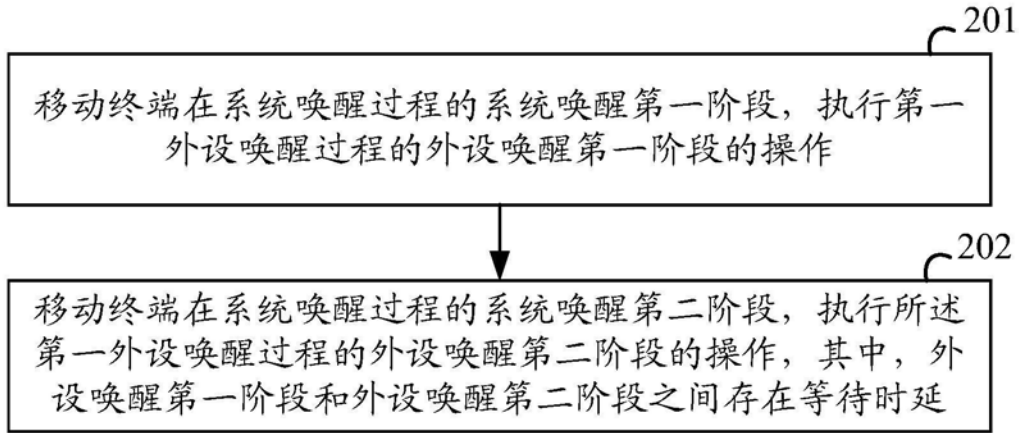 201
移动终端在系统唤醒过程的系统唤醒第一阶段，执行第一
外设唤醒过程的外设唤醒第一阶段的操作
202
移动终端在系统唤醒过程的系统唤醒第二阶段，执行所述
第一外设唤醒过程的外设唤醒第二阶段的操作，其中，外
设唤醒第一阶段和外设唤醒第二阶段之间存在等待时延